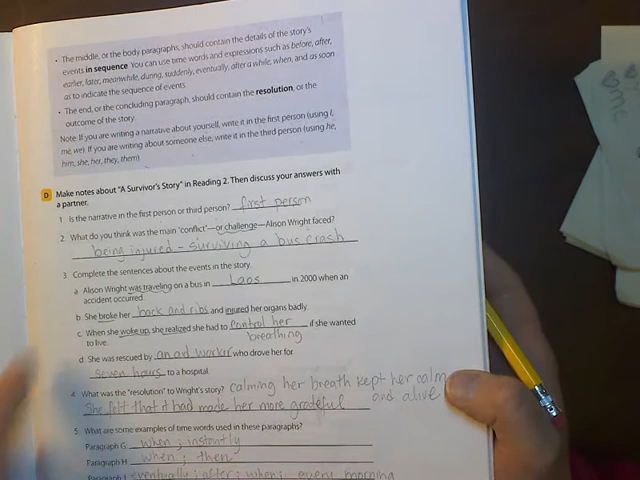 • The middle, or the body paragraphs, should contain the details of the story's
events in sequence. You can use time words and expressions such as before, after,
earlier, later, meanwhile, during, suddenly, eventually, after a while, when, and as soon
as to indicate the sequence of events.
• The end, or the concluding paragraph, should contain the resolution, or the
outcome of the story.
Note: If you are writing a narrative about yourself, write it in the first person (using I,
me, we). If you are writing about someone else, write it in the third person (using he,
him, she, her, they, them).
D Make notes about "A Survivor's Story" in Reading 2. Then discuss your answers with
a partner.
1. Is the narrative in the first person or third person? first person
2. What do you think was the main "conflict"—or challenge—Alison Wright faced?
being injured - surviving a bus crash
3. Complete the sentences about the events in the story.
a. Alison Wright was traveling on a bus in Laos in 2000 when an
accident occurred.
b. She broke her back and ribs and injured her organs badly.
c. When she woke up, she realized she had to control her breathing if she wanted
to live.
d. She was rescued by an aid worker who drove her for
seven hours to a hospital.
4. What was the "resolution" to Wright's story? calming her breath kept her calm
and alive
She felt that it had made her more grateful
5. What are some examples of time words used in these paragraphs?
Paragraph G when ; instantly
Paragraph H when ; then
Paragraph I eventually ; after ; when ; every morning